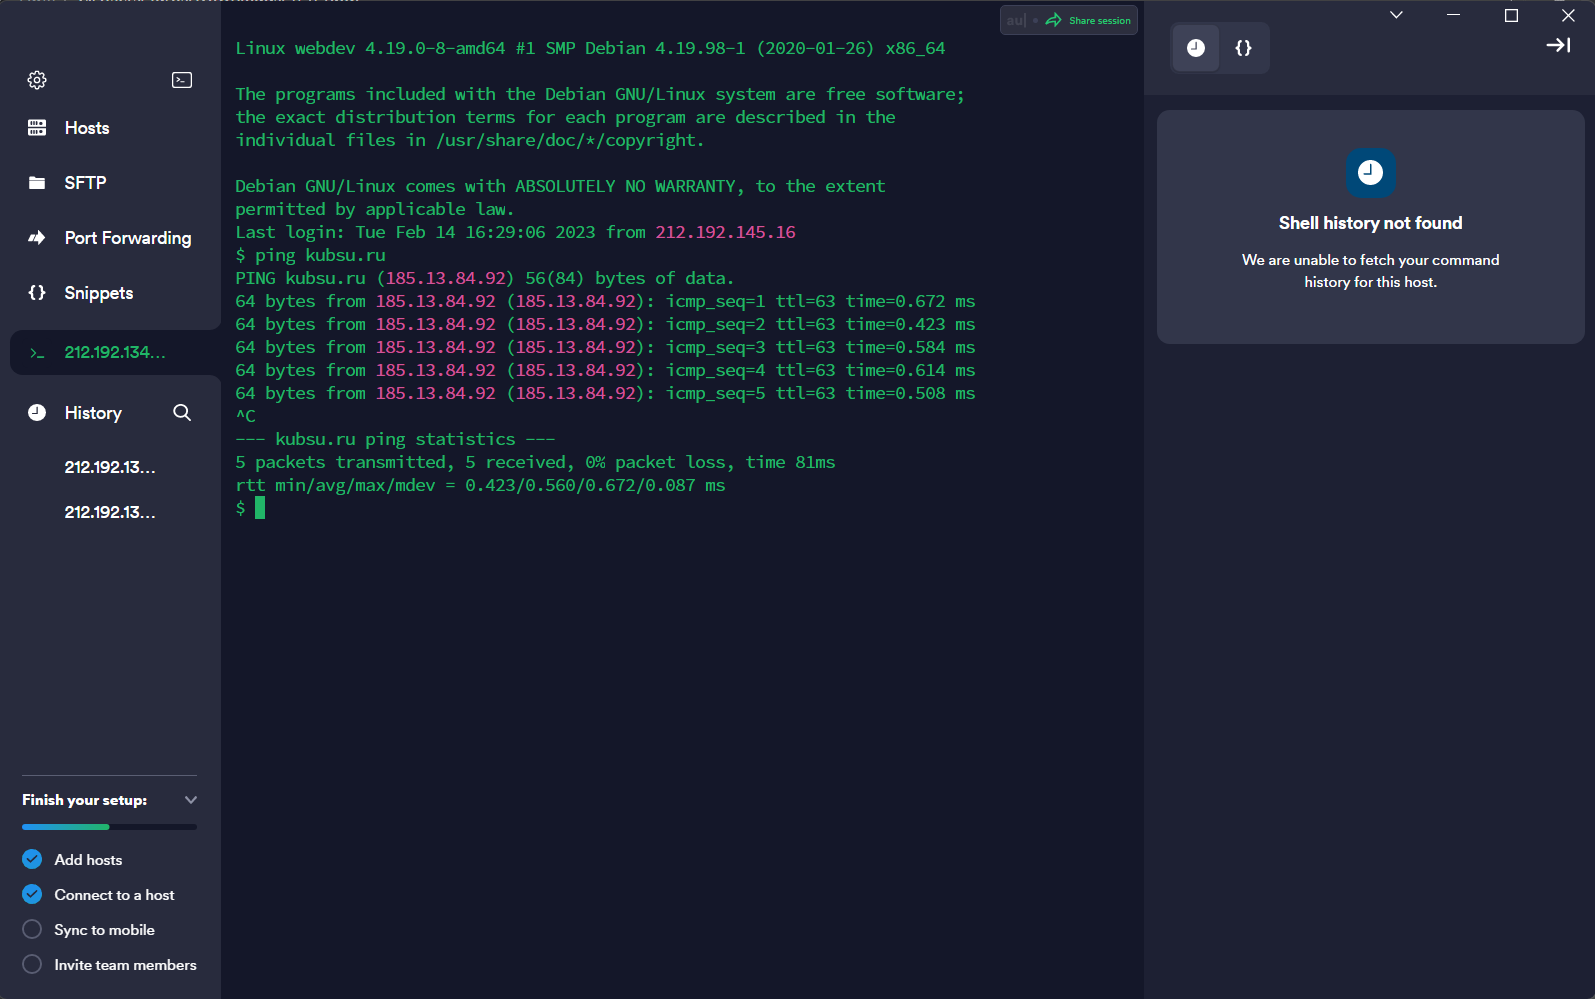 Share session
Hosts
SFTP
Port Forwarding
Snippets
212.192.134...
History
212.192.13...
212.192.13...
Finish your setup:
Add hosts
Connect to a host
Sync to mobile
Invite team members
Linux webdev 4.19.0-8-amd64 #1 SMP Debian 4.19.98-1 (2020-01-26) x86_64
The programs included with the Debian GNU/Linux system are free software;
the exact distribution terms for each program are described in the
individual files in /usr/share/doc/*/copyright.
Debian GNU/Linux comes with ABSOLUTELY NO WARRANTY, to the extent
permitted by applicable law.
Last login: Tue Feb 14 16:29:06 2023 from 212.192.145.16
$ ping kubsu.ru
PING kubsu.ru (185.13.84.92) 56(84) bytes of data.
64 bytes from 185.13.84.92 (185.13.84.92): icmp_seq=1 ttl=63 time=0.672 ms
64 bytes from 185.13.84.92 (185.13.84.92): icmp_seq=2 ttl=63 time=0.423 ms
64 bytes from 185.13.84.92 (185.13.84.92): icmp_seq=3 ttl=63 time=0.584 ms
64 bytes from 185.13.84.92 (185.13.84.92): icmp_seq=4 ttl=63 time=0.614 ms
64 bytes from 185.13.84.92 (185.13.84.92): icmp_seq=5 ttl=63 time=0.508 ms
^C
--- kubsu.ru ping statistics ---
5 packets transmitted, 5 received, 0% packet loss, time 81ms
rtt min/avg/max/mdev = 0.423/0.560/0.672/0.087 ms
$
{}
Shell history not found
We are unable to fetch your command
history for this host.